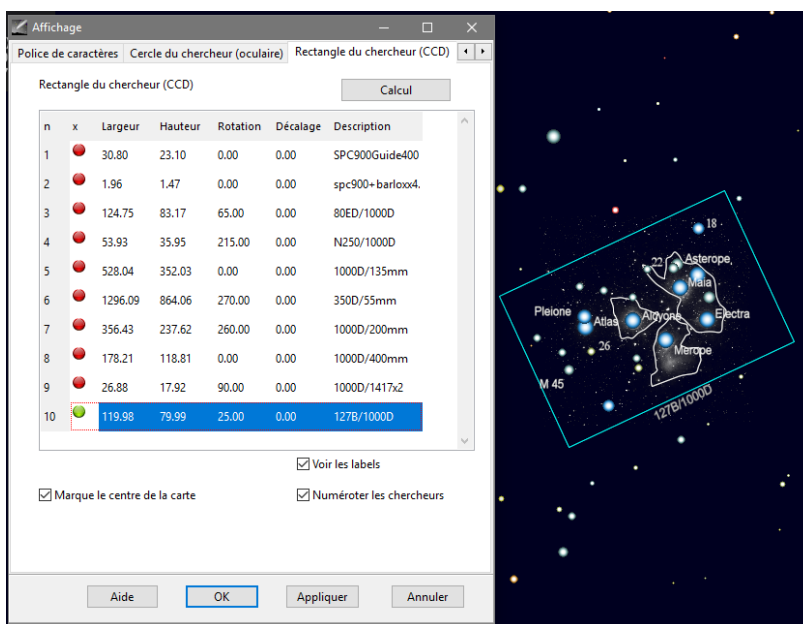 Affichage
Police de caractères Cercle du chercheur (oculaire) Rectangle du chercheur (CCD)
Rectangle du chercheur (CCD)
Calcul
n x Largeur Hauteur Rotation Décalage Description
1 30.80 23.10 0.00 0.00 SPC900Guide400
2 1.96 1.47 0.00 0.00 spc900+barloxx4.
3 124.75 83.17 65.00 0.00 80ED/1000D
4 53.93 35.95 215.00 0.00 N250/1000D
5 528.04 352.03 0.00 0.00 1000D/135mm
6 1296.09 864.06 270.00 0.00 350D/55mm
7 356.43 237.62 260.00 0.00 1000D/200mm
8 178.21 118.81 0.00 0.00 1000D/400mm
9 26.88 17.92 90.00 0.00 1000D/1417x2
10 119.98 79.99 25.00 0.00 127B/1000D
Voir les labels
Marque le centre de la carte
Numéroter les chercheurs
Aide OK Appliquer Annuler
18
22 Asterope
Maia
Pleione
Atlas Alcyone Electra
26
Merope
M 45
127B/1000D